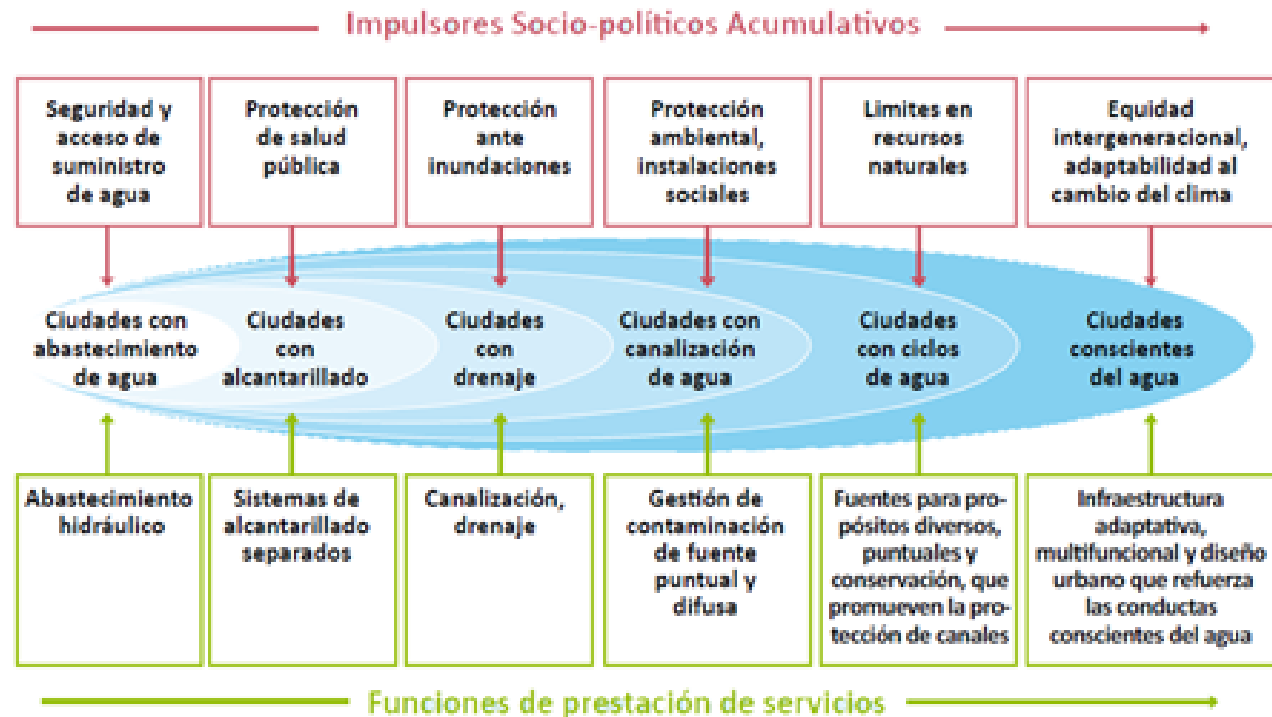 Impulsores Socio-políticos Acumulativos
Seguridad y
acceso de
suministro
de agua
Protección
de salud
pública
Protección
ante
inundaciones
Protección
ambiental,
instalaciones
sociales
Limites en
recursos
naturales
Equidad
intergeneracional,
adaptabilidad al
cambio del clima
Ciudades con
abastecimiento
de agua
Ciudades
con
alcantarillado
Ciudades
con
drenaje
Ciudades con
canalización
de agua
Ciudades
con ciclos
de agua
Ciudades
conscientes
del agua
Abastecimiento
hidráulico
Sistemas de
alcantarillado
separados
Canalización,
drenaje
Gestión de
contaminación
de fuente
puntual y
difusa
Fuentes para pro-
pósitos diversos,
puntuales y
conservación, que
promueven la pro-
tección de canales
Infraestructura
adaptativa,
multifuncional y diseño
urbano que refuerza
las conductas
conscientes del agua
Funciones de prestación de servicios